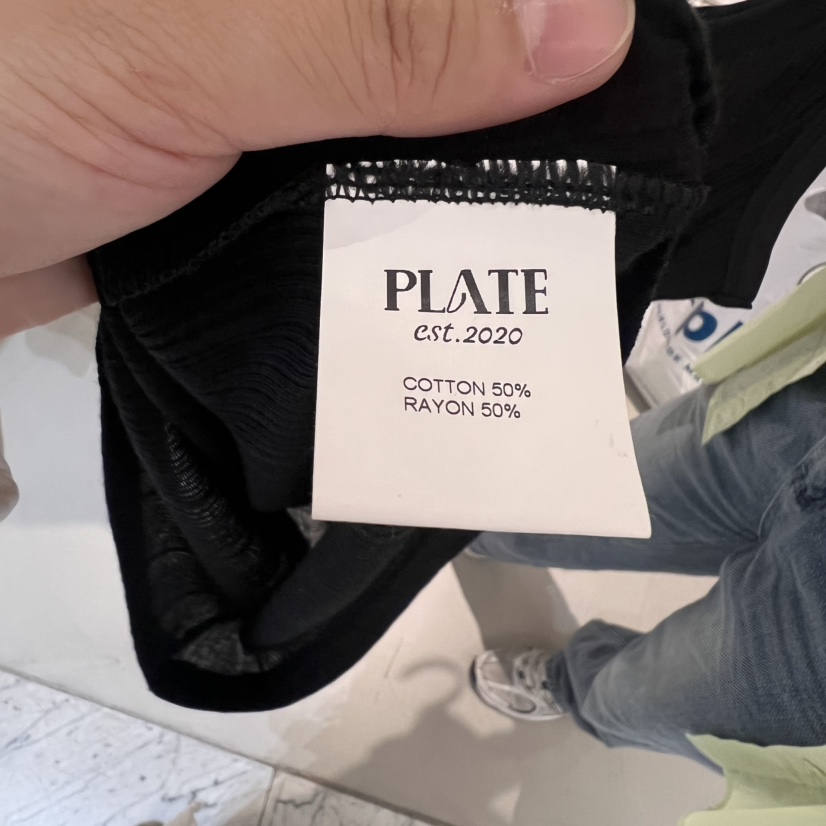 PLATE
est.2020
COTTON 50%
RAYON 50%